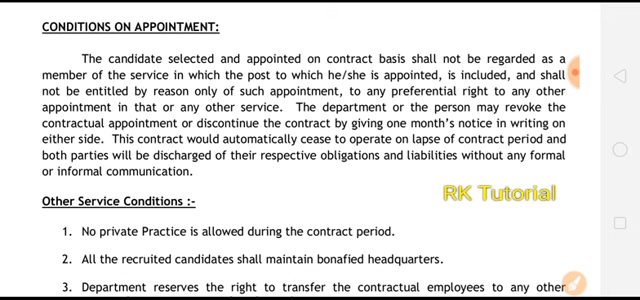 CONDITIONS ON APPOINTMENT:
The candidate selected and appointed on contract basis shall not be regarded as a
member of the service in which the post to which he/she is appointed, is included, and shall
not be entitled by reason only of such appointment, to any preferential right to any other
appointment in that or any other service. The department or the person may revoke the
contractual appointment or discontinue the contract by giving one month's notice in writing on
either side. This contract would automatically cease to operate on lapse of contract period and
both parties will be discharged of their respective obligations and liabilities without any formal
or informal communication.
RK Tutorial
Other Service Conditions :-
1. No private Practice is allowed during the contract period.
2. All the recruited candidates shall maintain bonafied headquarters.
3. Department reserves the right to transfer the contractual employees to any other